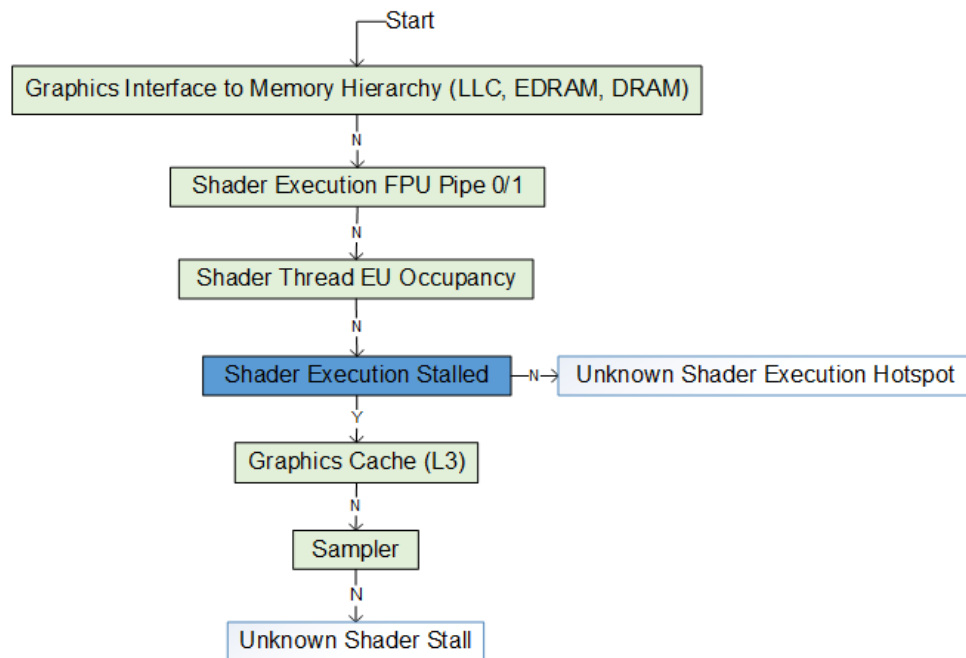 Start
Graphics Interface to Memory Hierarchy (LLC, EDRAM, DRAM)
N
Shader Execution FPU Pipe 0/1
N
Shader Thread EU Occupancy
N
Shader Execution Stalled
N
Unknown Shader Execution Hotspot
Y
Graphics Cache (L3)
N
Sampler
N
Unknown Shader Stall